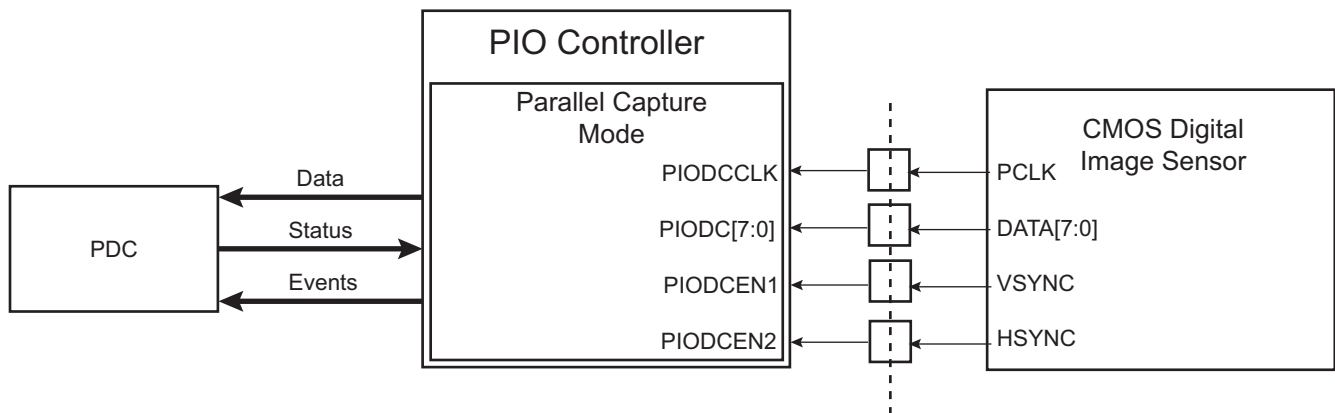 PIO Controller
Parallel Capture
Mode
CMOS Digital
Image Sensor
PDC
Data
Status
Events
PIODCCLK
PIODC[7:0]
PIODCEN1
PIODCEN2
PCLK
DATA[7:0]
VSYNC
HSYNC